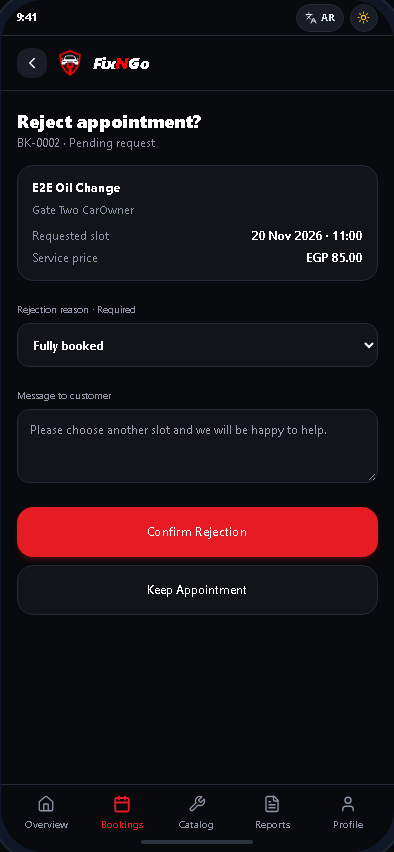 9:41
AR
FixNGo
Reject appointment?
BK-0002 · Pending request
E2E Oil Change
Gate Two CarOwner
Requested slot 20 Nov 2026 · 11:00
Service price EGP 85.00
Rejection reason · Required
Fully booked
Message to customer
Please choose another slot and we will be happy to help.
Confirm Rejection
Keep Appointment
Overview Bookings Catalog Reports Profile